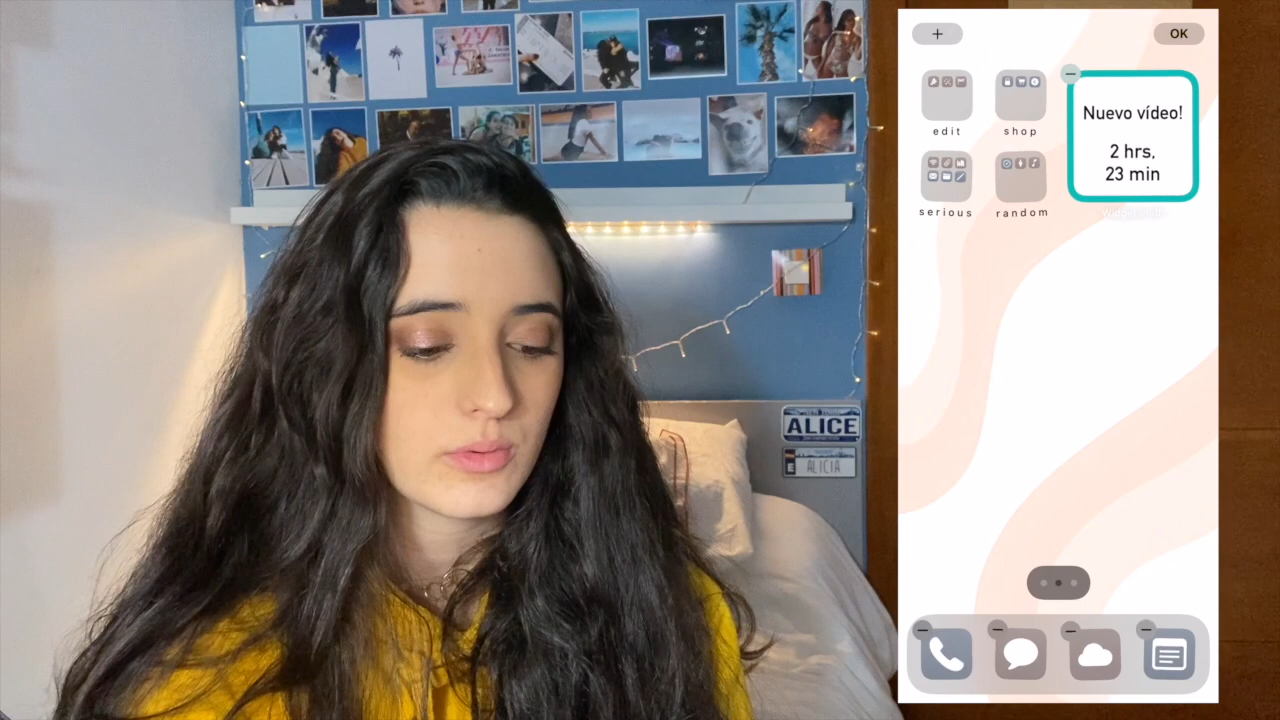 +
OK
edit
shop
serious
random
Nuevo vídeo!
2 hrs,
23 min
ALICE
ALICIA